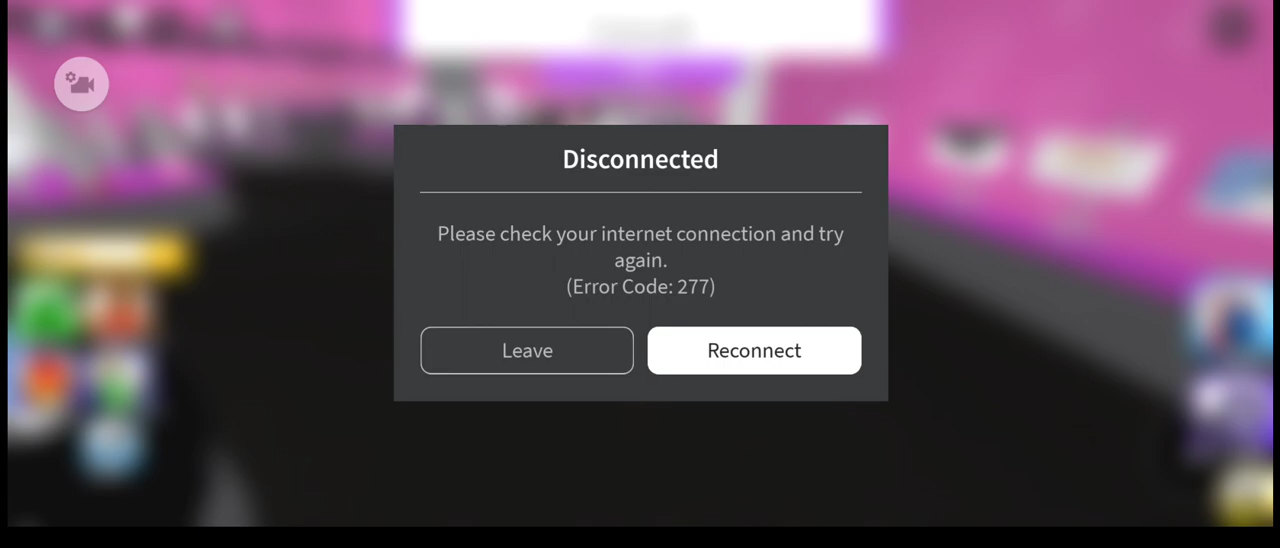 Disconnected
Please check your internet connection and try
again.
(Error Code: 277)
Leave
Reconnect